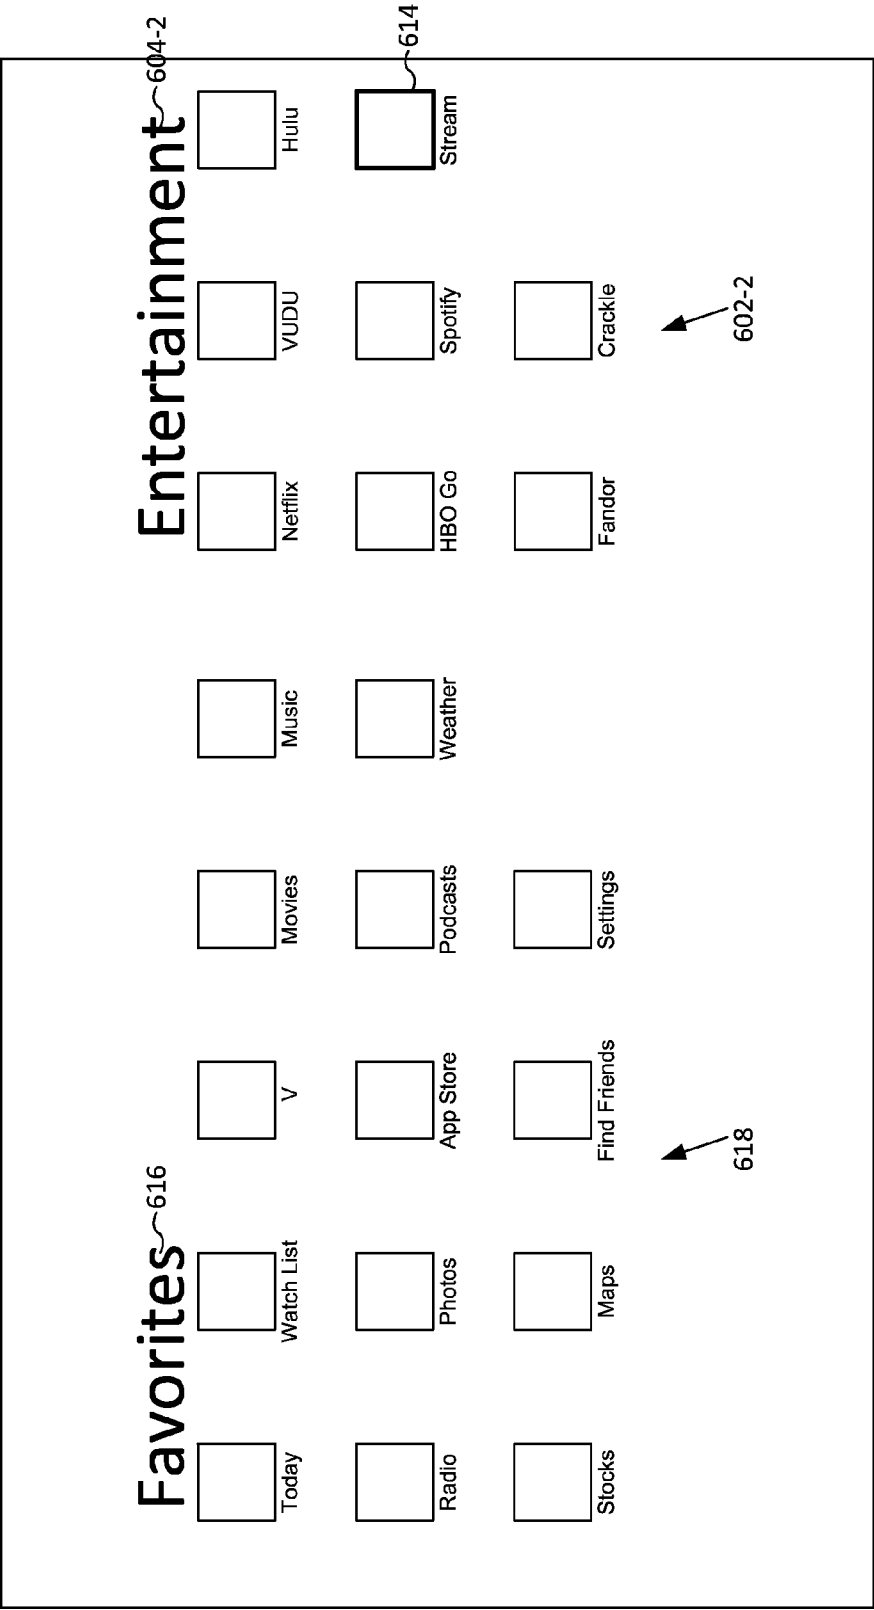 Favorites
616
Entertainment
604-2
Today
Watch List
V
Movies
Music
Netflix
VUDU
Hulu
614
Radio
Photos
App Store
Podcasts
Weather
HBO Go
Spotify
Stream
Stocks
Maps
Find Friends
Settings
Fandor
Crackle
618
602-2